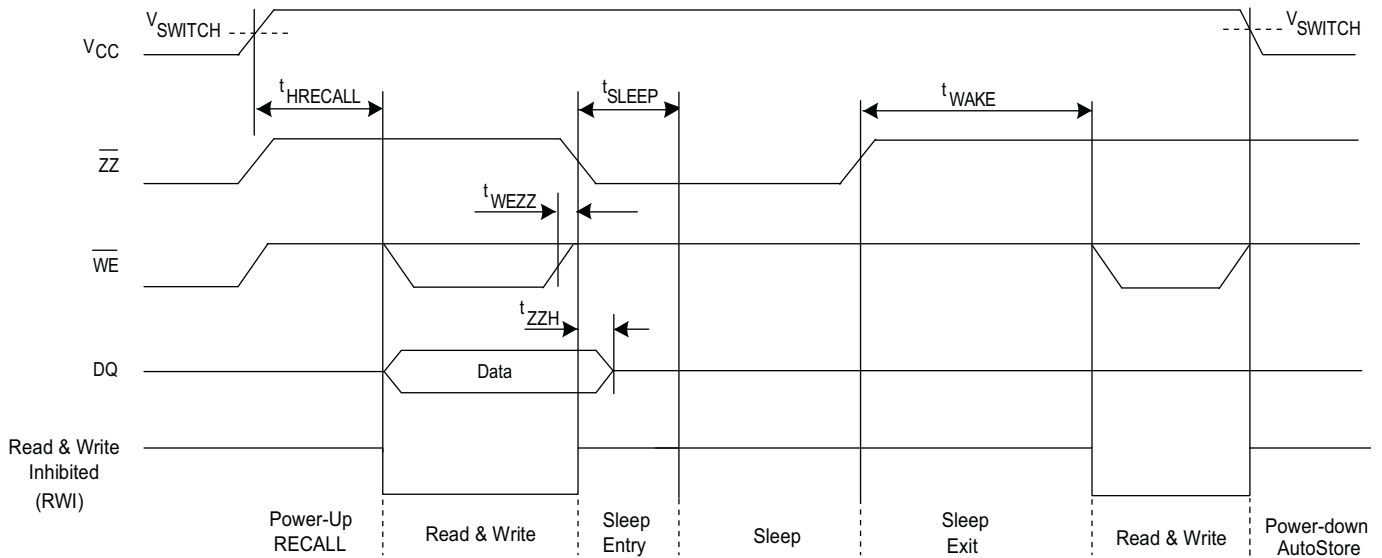 VSWITCH
VSWITCH
VCC
tHRECALL
tSLEEP
tWAKE
ZZ
tWEZZ
WE
tZZH
DQ
Data
Read & Write
Inhibited
(RWI)
Power-Up
RECALL
Read & Write
Sleep
Entry
Sleep
Sleep
Exit
Read & Write
Power-down
AutoStore